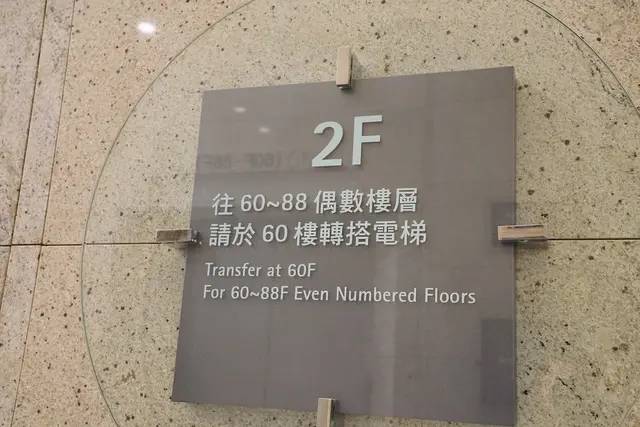 2F
往 60~88 偶數樓層
請於 60 樓轉搭電梯
Transfer at 60F
For 60~88F Even Numbered Floors